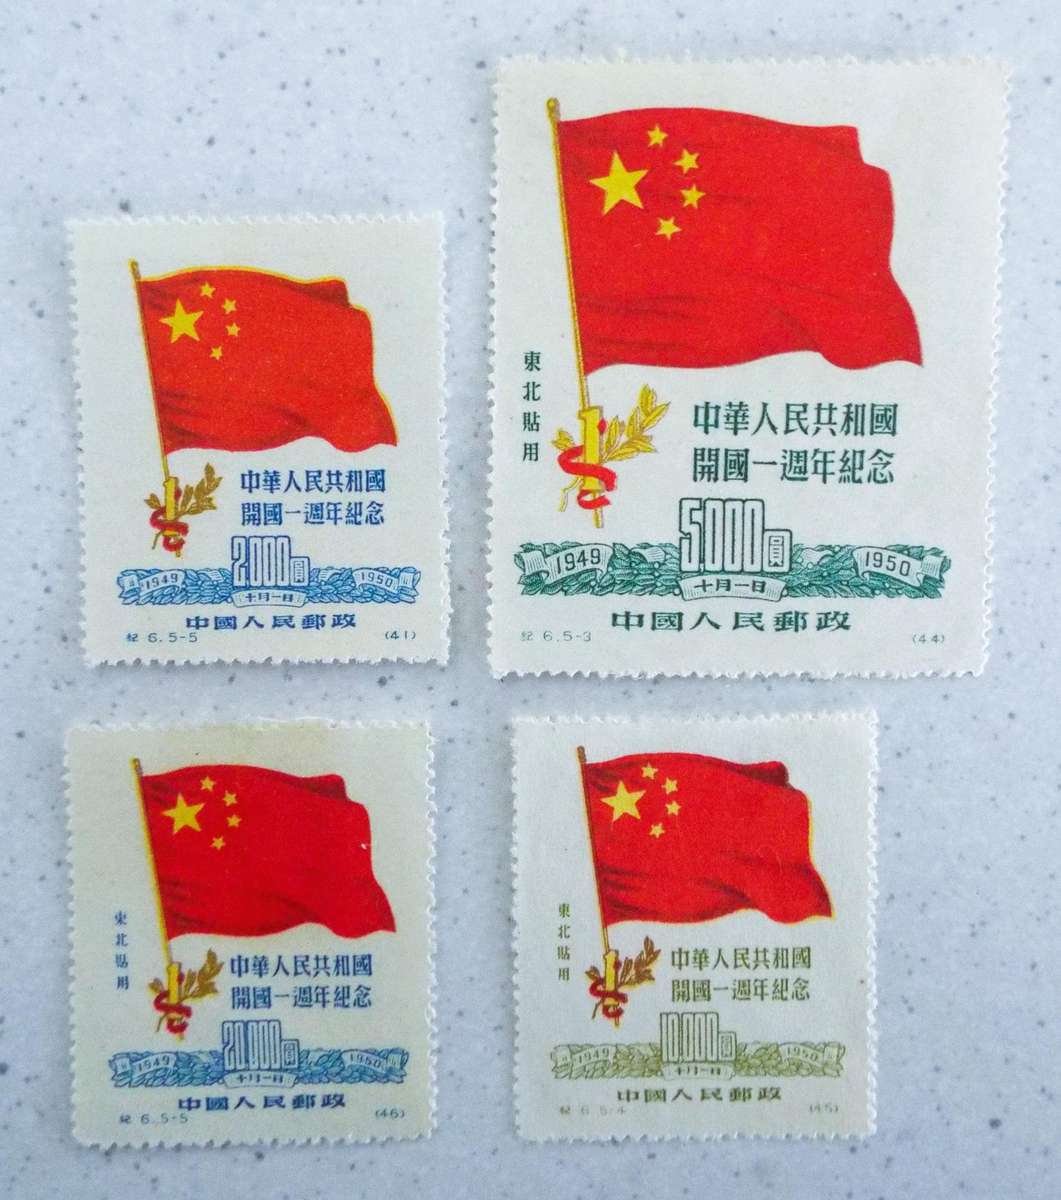 中華人民共和國
開國一週年紀念
2000圓
1949
1950
十月一日
中國人民郵政
紀 6.5-5
(41)
東北貼用
中華人民共和國
開國一週年紀念
5,000圓
1949
1950
十月一日
中國人民郵政
紀 6.5-3
(44)
東北貼用
中華人民共和國
開國一週年紀念
20,000圓
1949
1950
十月一日
中國人民郵政
紀 6.5-5
(46)
東北貼用
中華人民共和國
開國一週年紀念
10,000圓
1949
1950
十月一日
中國人民郵政
紀 6.5-4
(45)